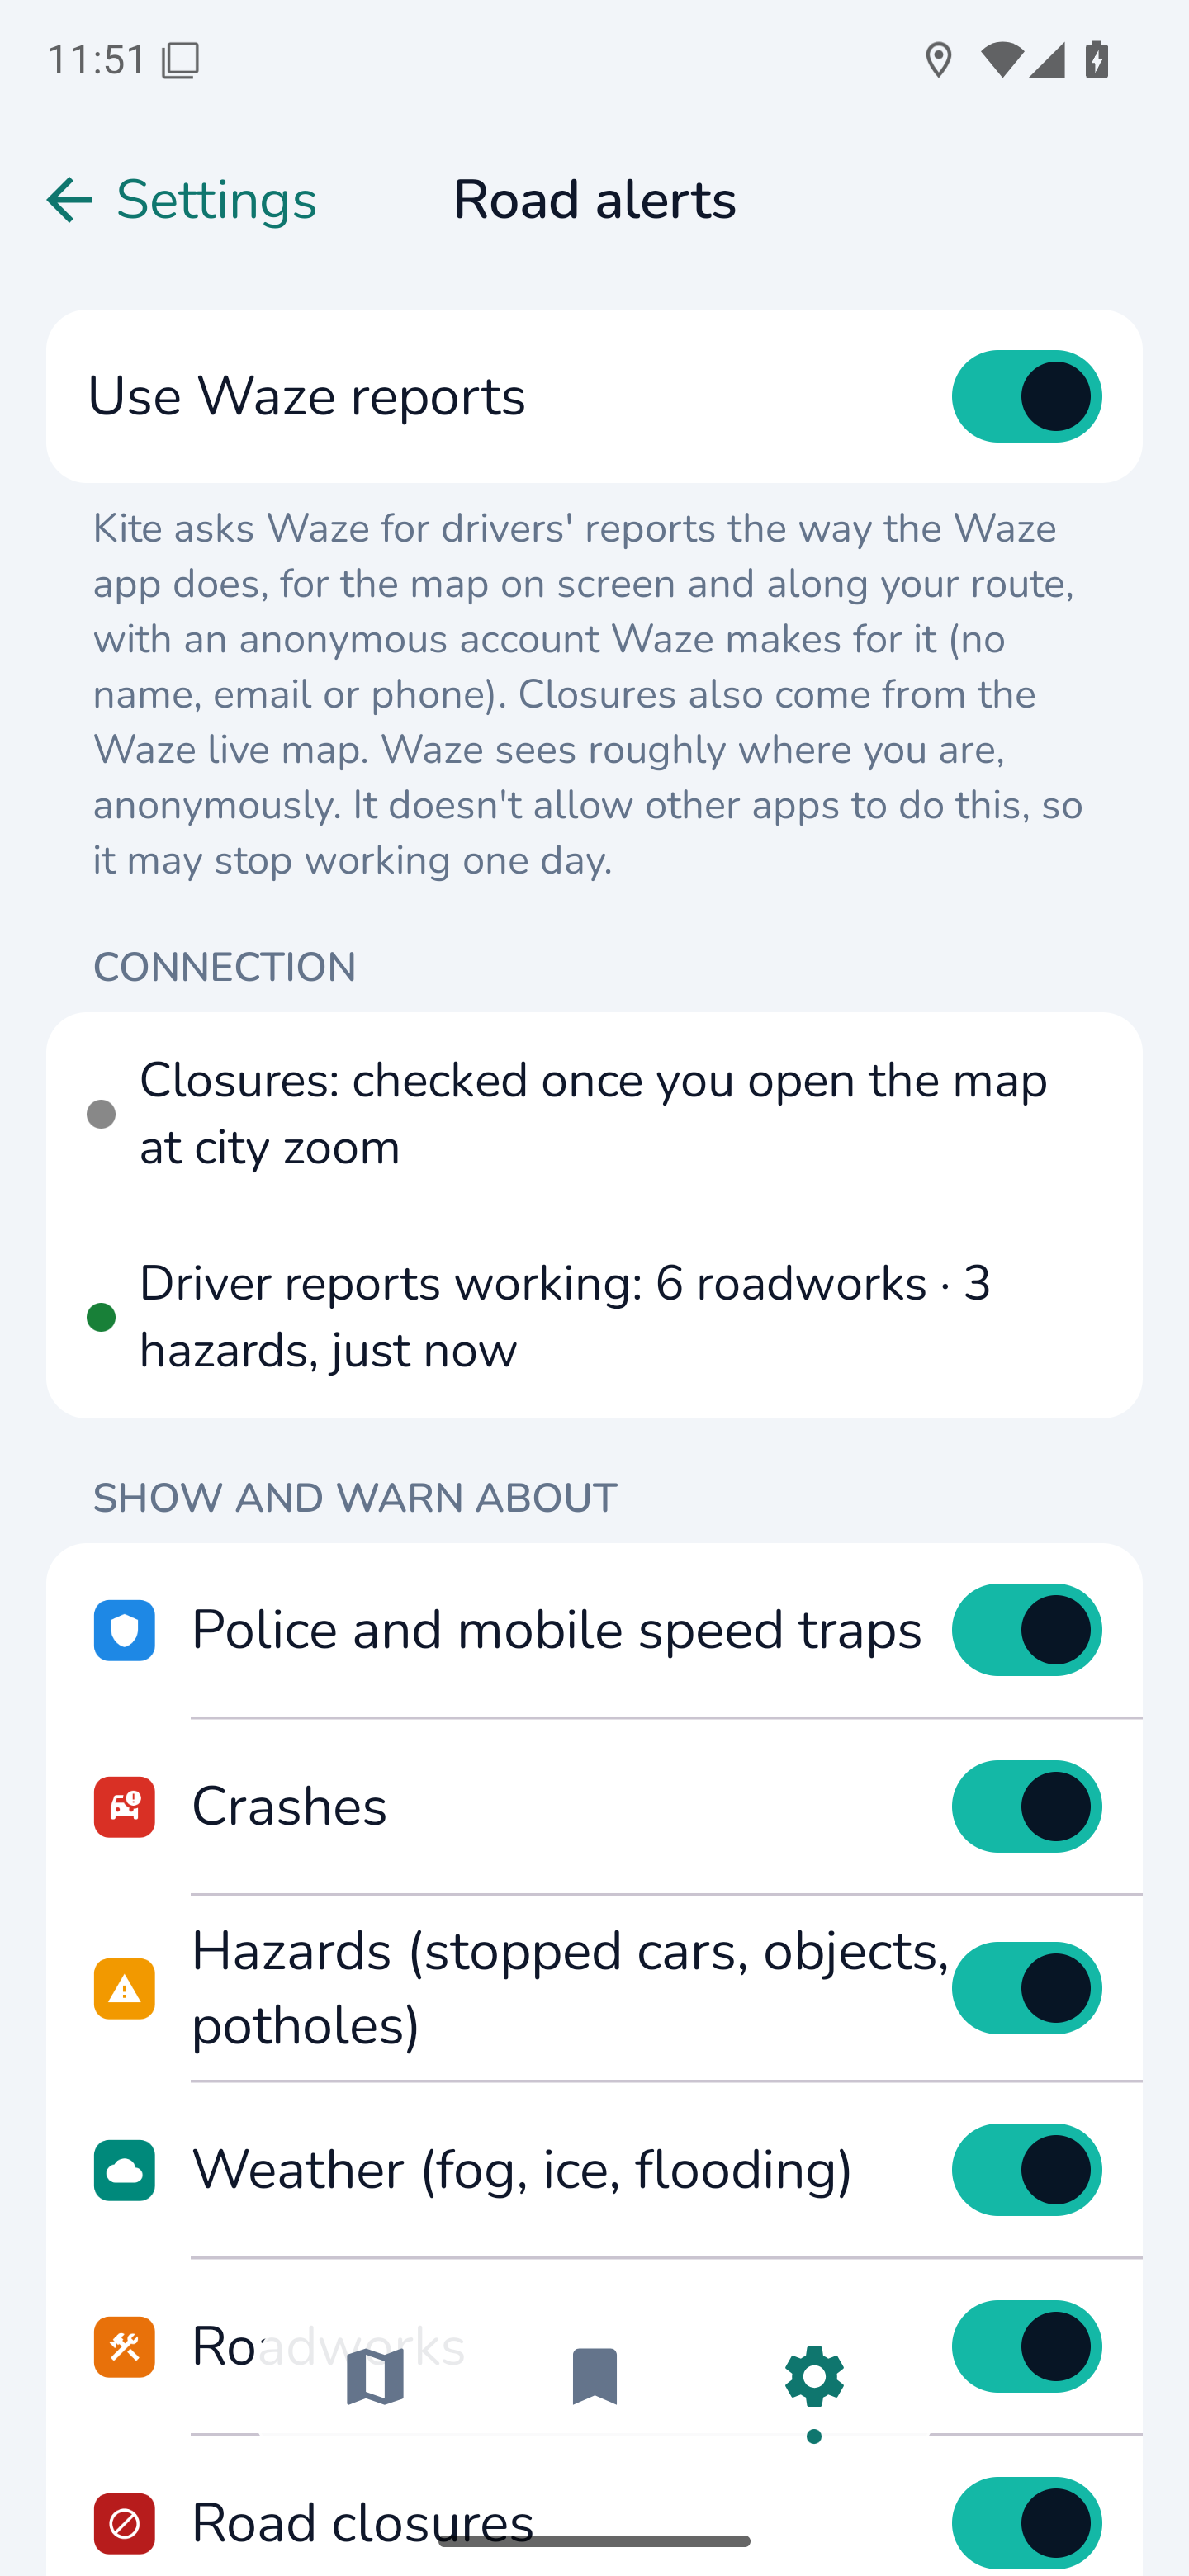 11:51
Settings
Road alerts
Use Waze reports
Kite asks Waze for drivers' reports the way the Waze
app does, for the map on screen and along your route,
with an anonymous account Waze makes for it (no
name, email or phone). Closures also come from the
Waze live map. Waze sees roughly where you are,
anonymously. It doesn't allow other apps to do this, so
it may stop working one day.
CONNECTION
Closures: checked once you open the map
at city zoom
Driver reports working: 6 roadworks · 3
hazards, just now
SHOW AND WARN ABOUT
Police and mobile speed traps
Crashes
Hazards (stopped cars, objects,
potholes)
Weather (fog, ice, flooding)
Roadworks
Road closures